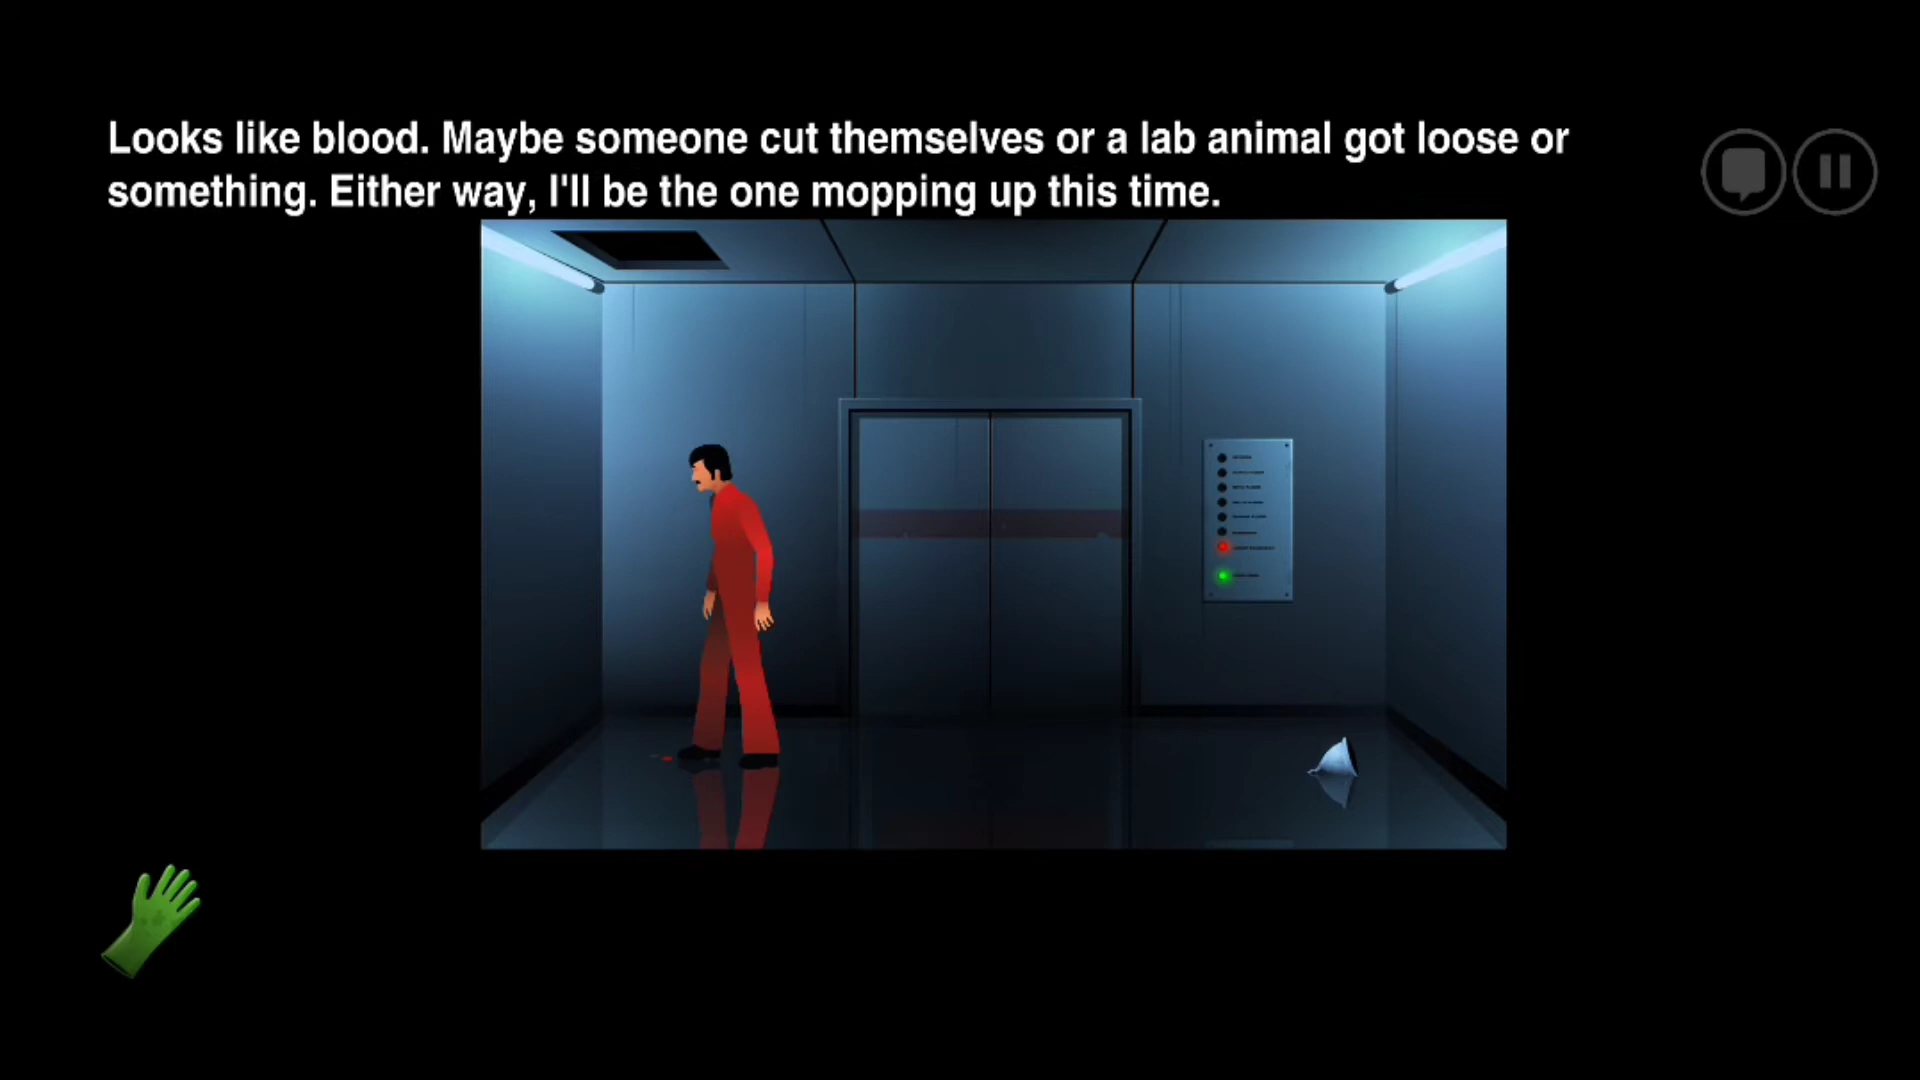 Looks like blood. Maybe someone cut themselves or a lab animal got loose or
something. Either way, I'll be the one mopping up this time.